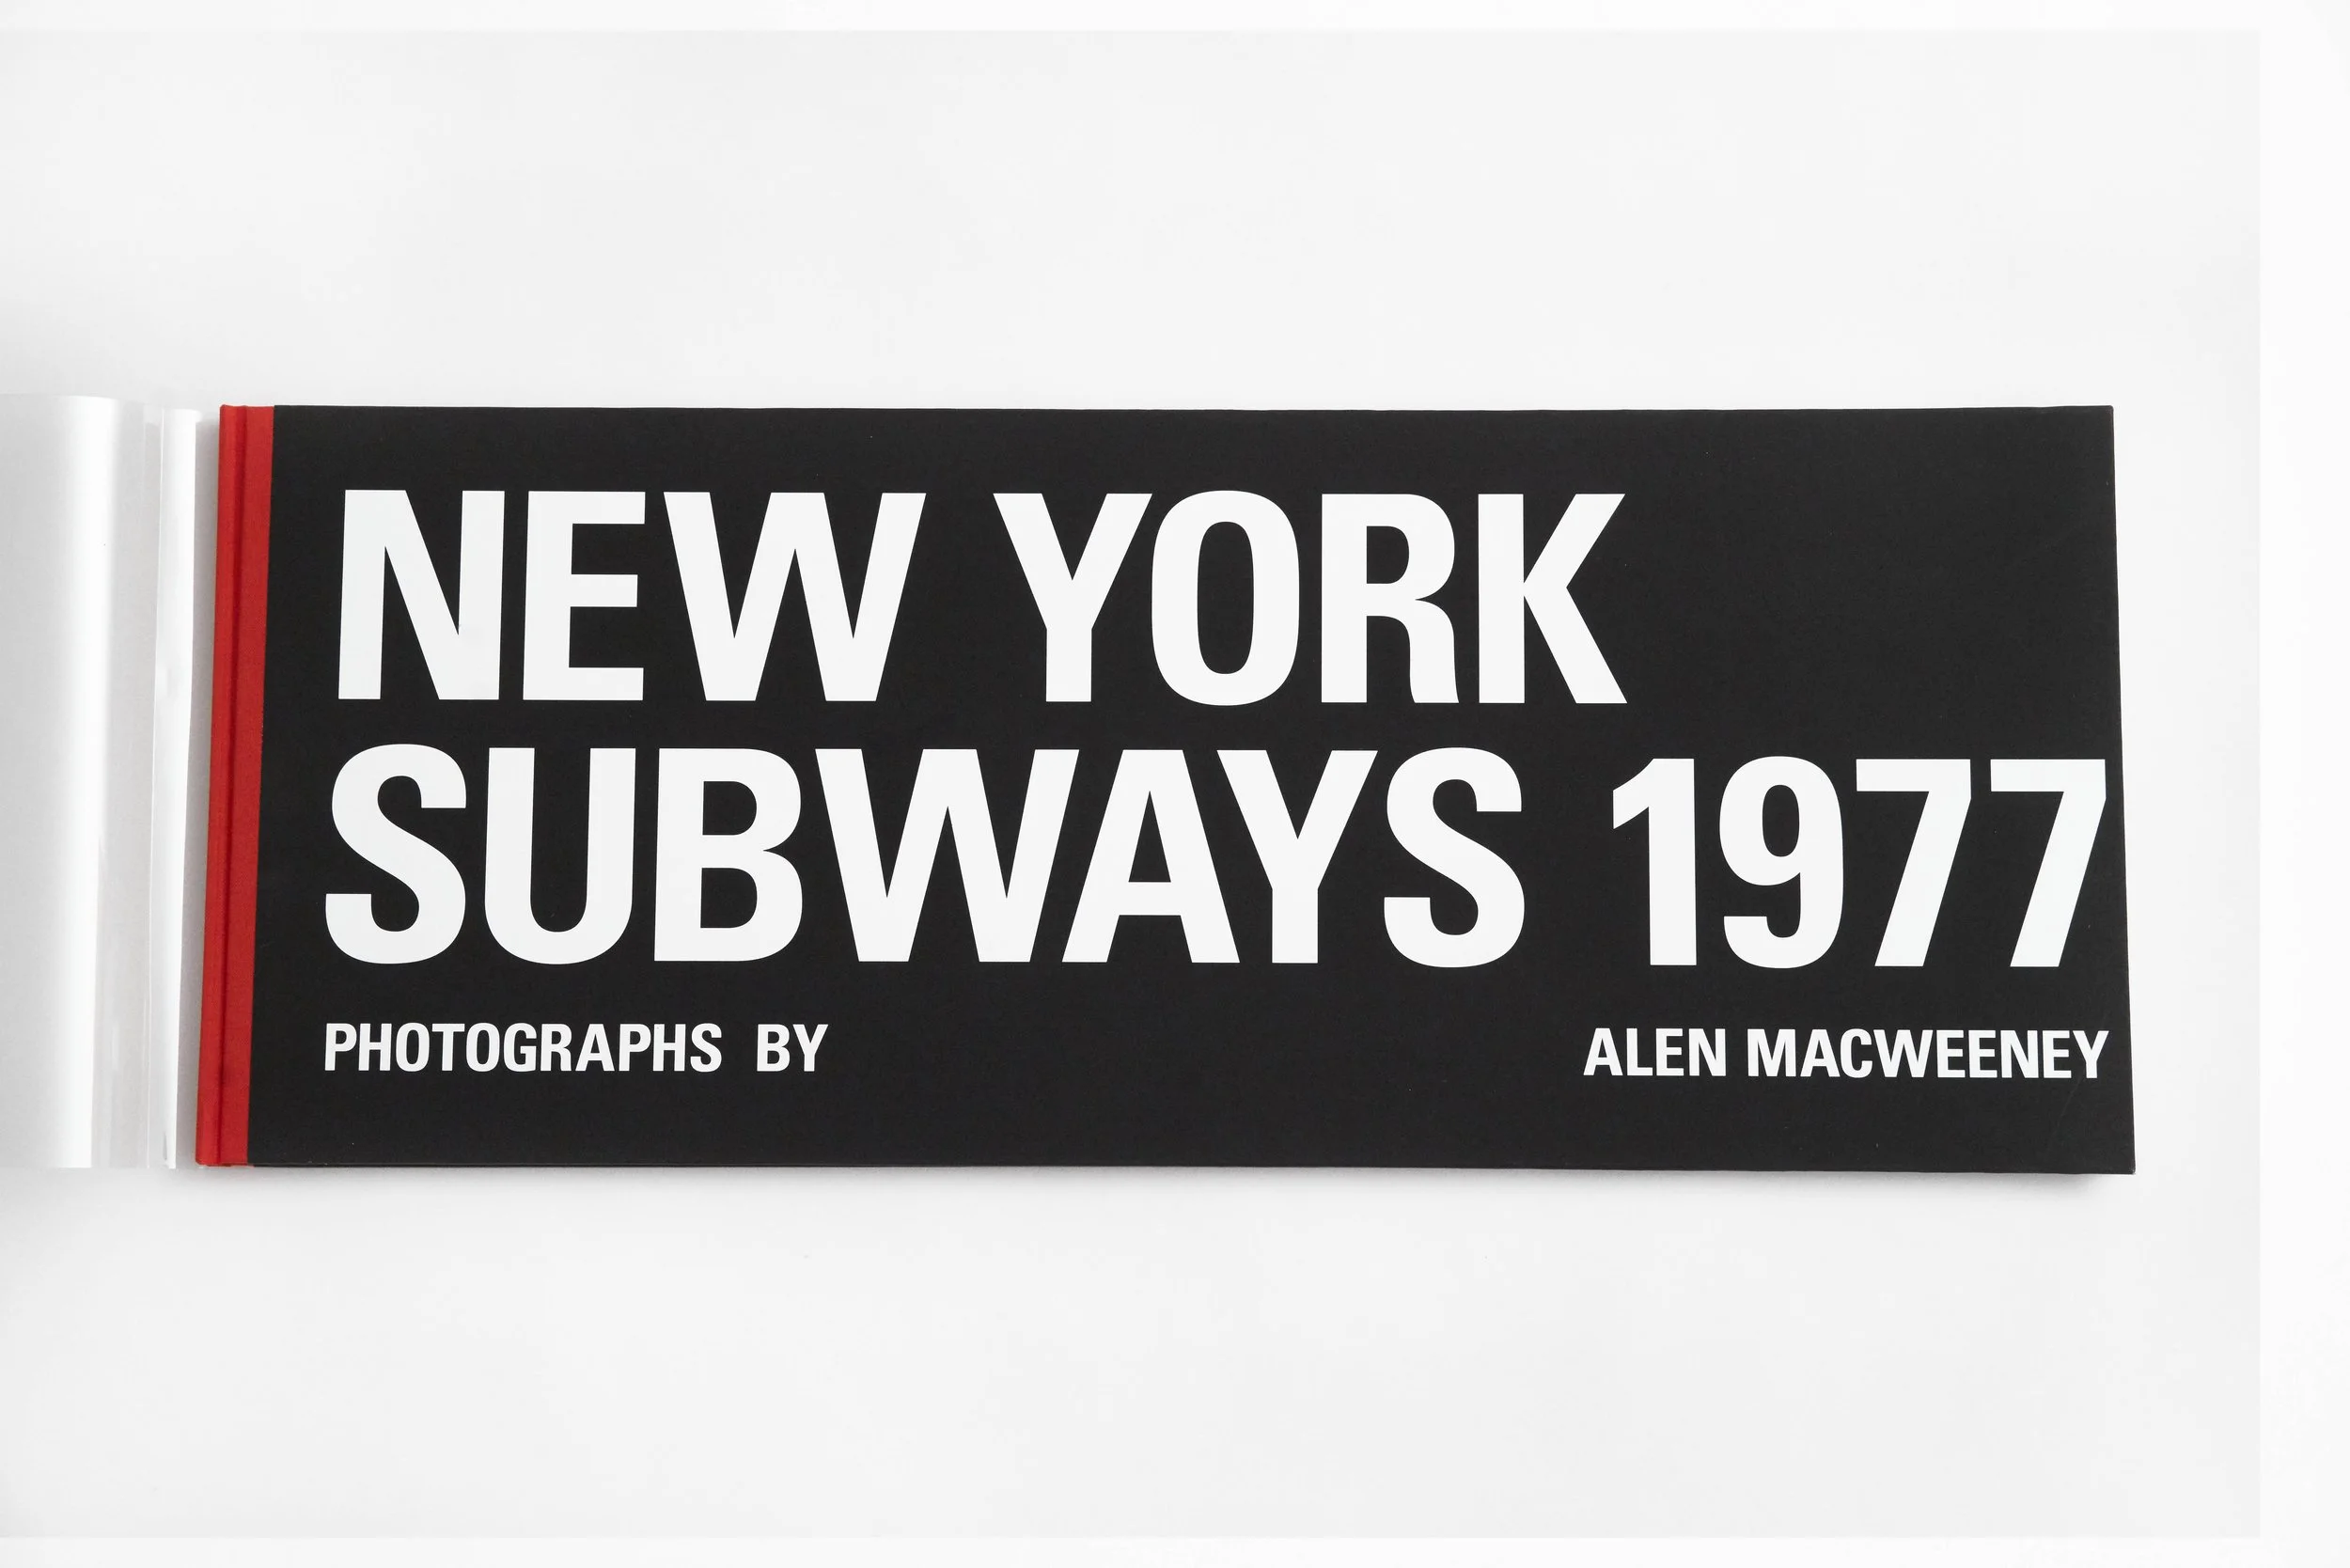 NEW YORK
SUBWAYS 1977
PHOTOGRAPHS BY ALEN MACWEENEY